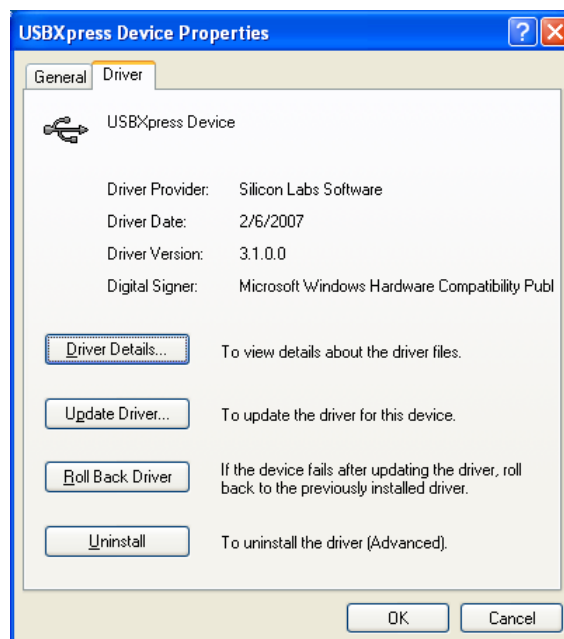 USBXpress Device Properties
General
Driver
USBXpress Device
Driver Provider: Silicon Labs Software
Driver Date: 2/6/2007
Driver Version: 3.1.0.0
Digital Signer: Microsoft Windows Hardware Compatibility Publ
Driver Details... To view details about the driver files.
Update Driver... To update the driver for this device.
Roll Back Driver If the device fails after updating the driver, roll
back to the previously installed driver.
Uninstall To uninstall the driver (Advanced).
OK Cancel